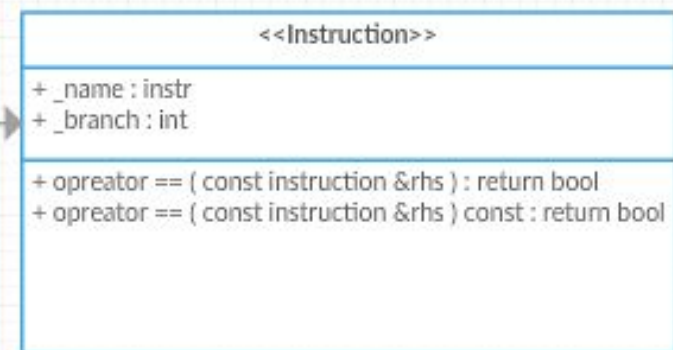 <<Instruction>>
+ _name : instr
+ _branch : int
+ opreator == ( const instruction &rhs ) : return bool
+ opreator == ( const instruction &rhs ) const : return bool